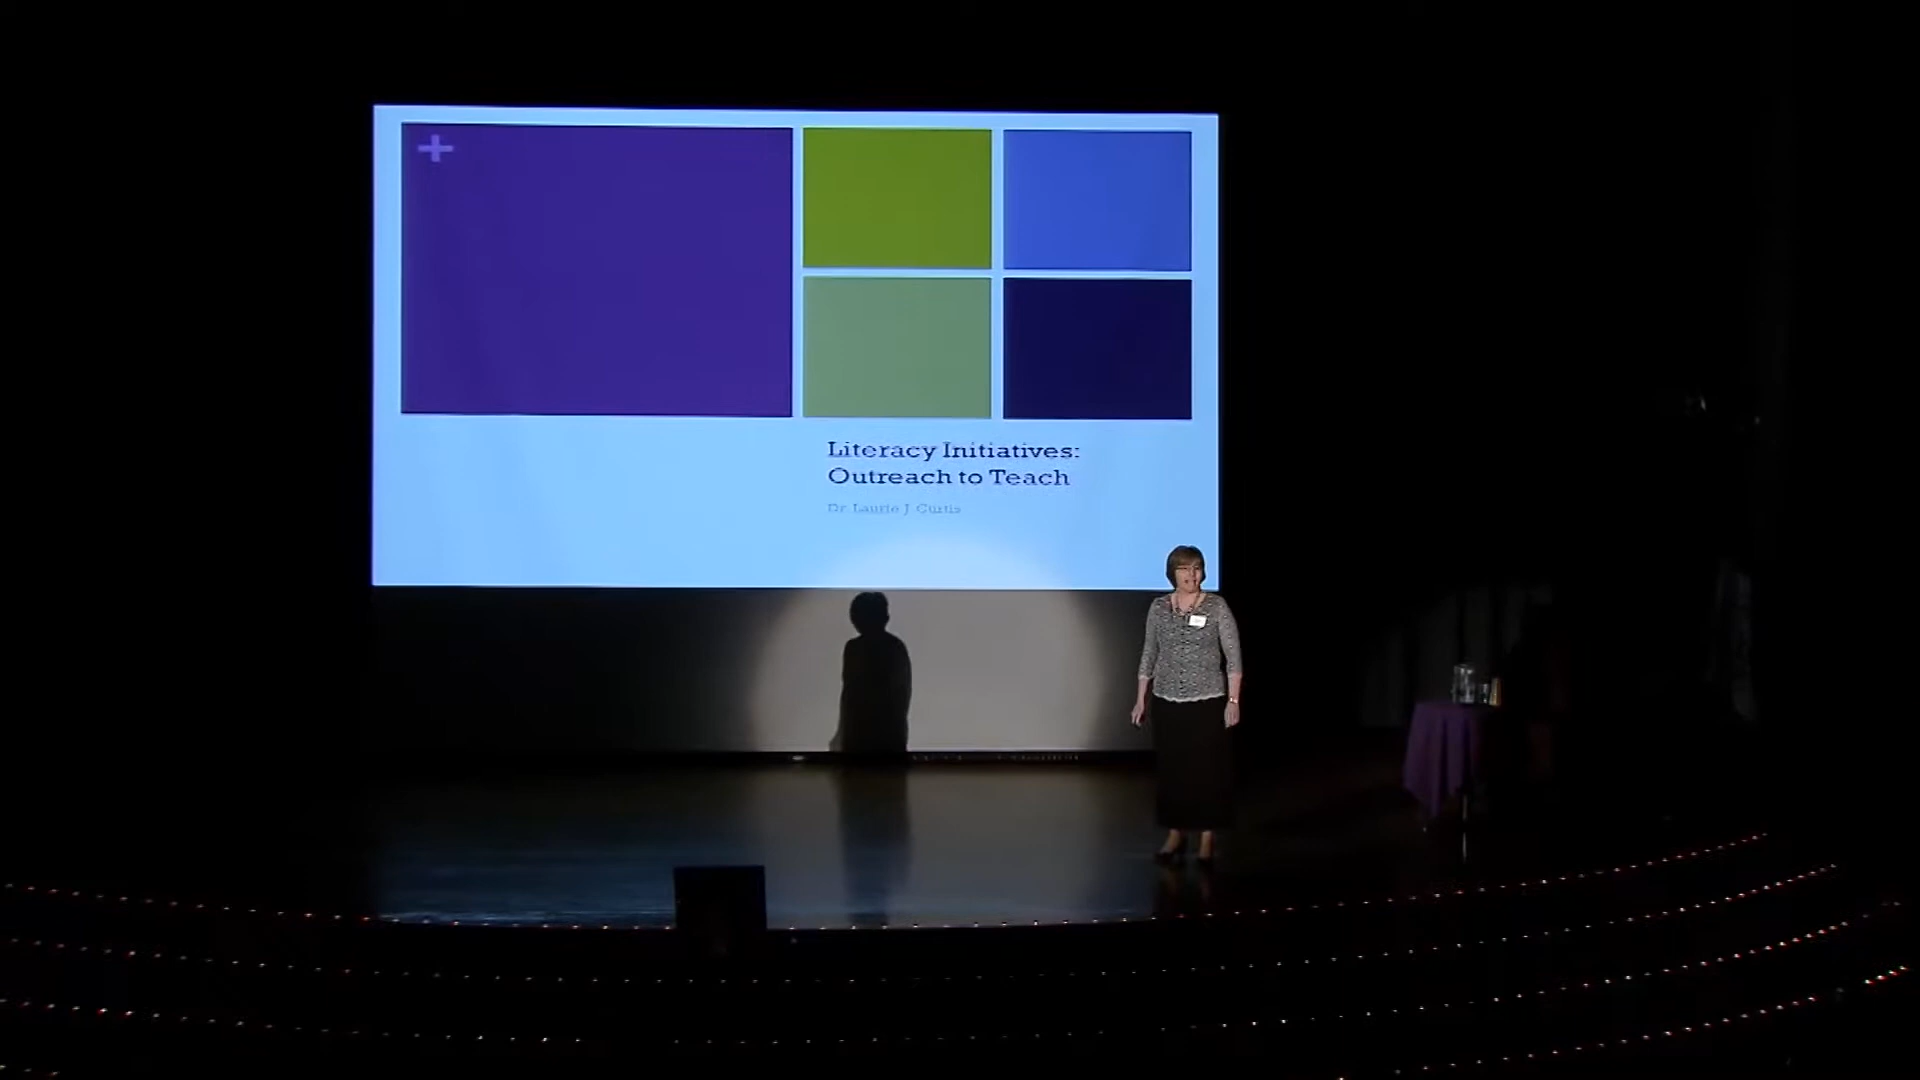 +
Literacy Initiatives:
Outreach to Teach
Dr. Laurie J. Curtis